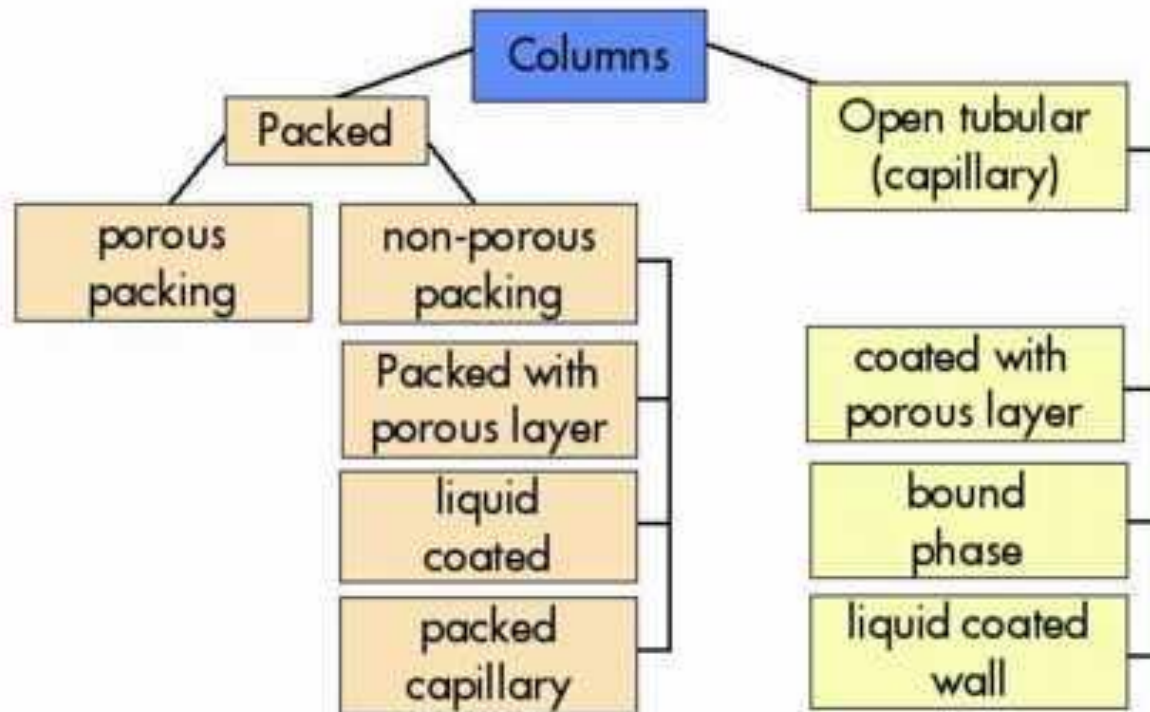 Columns
Packed
Open tubular
(capillary)
porous
packing
non-porous
packing
Packed with
porous layer
liquid
coated
packed
capillary
coated with
porous layer
bound
phase
liquid coated
wall